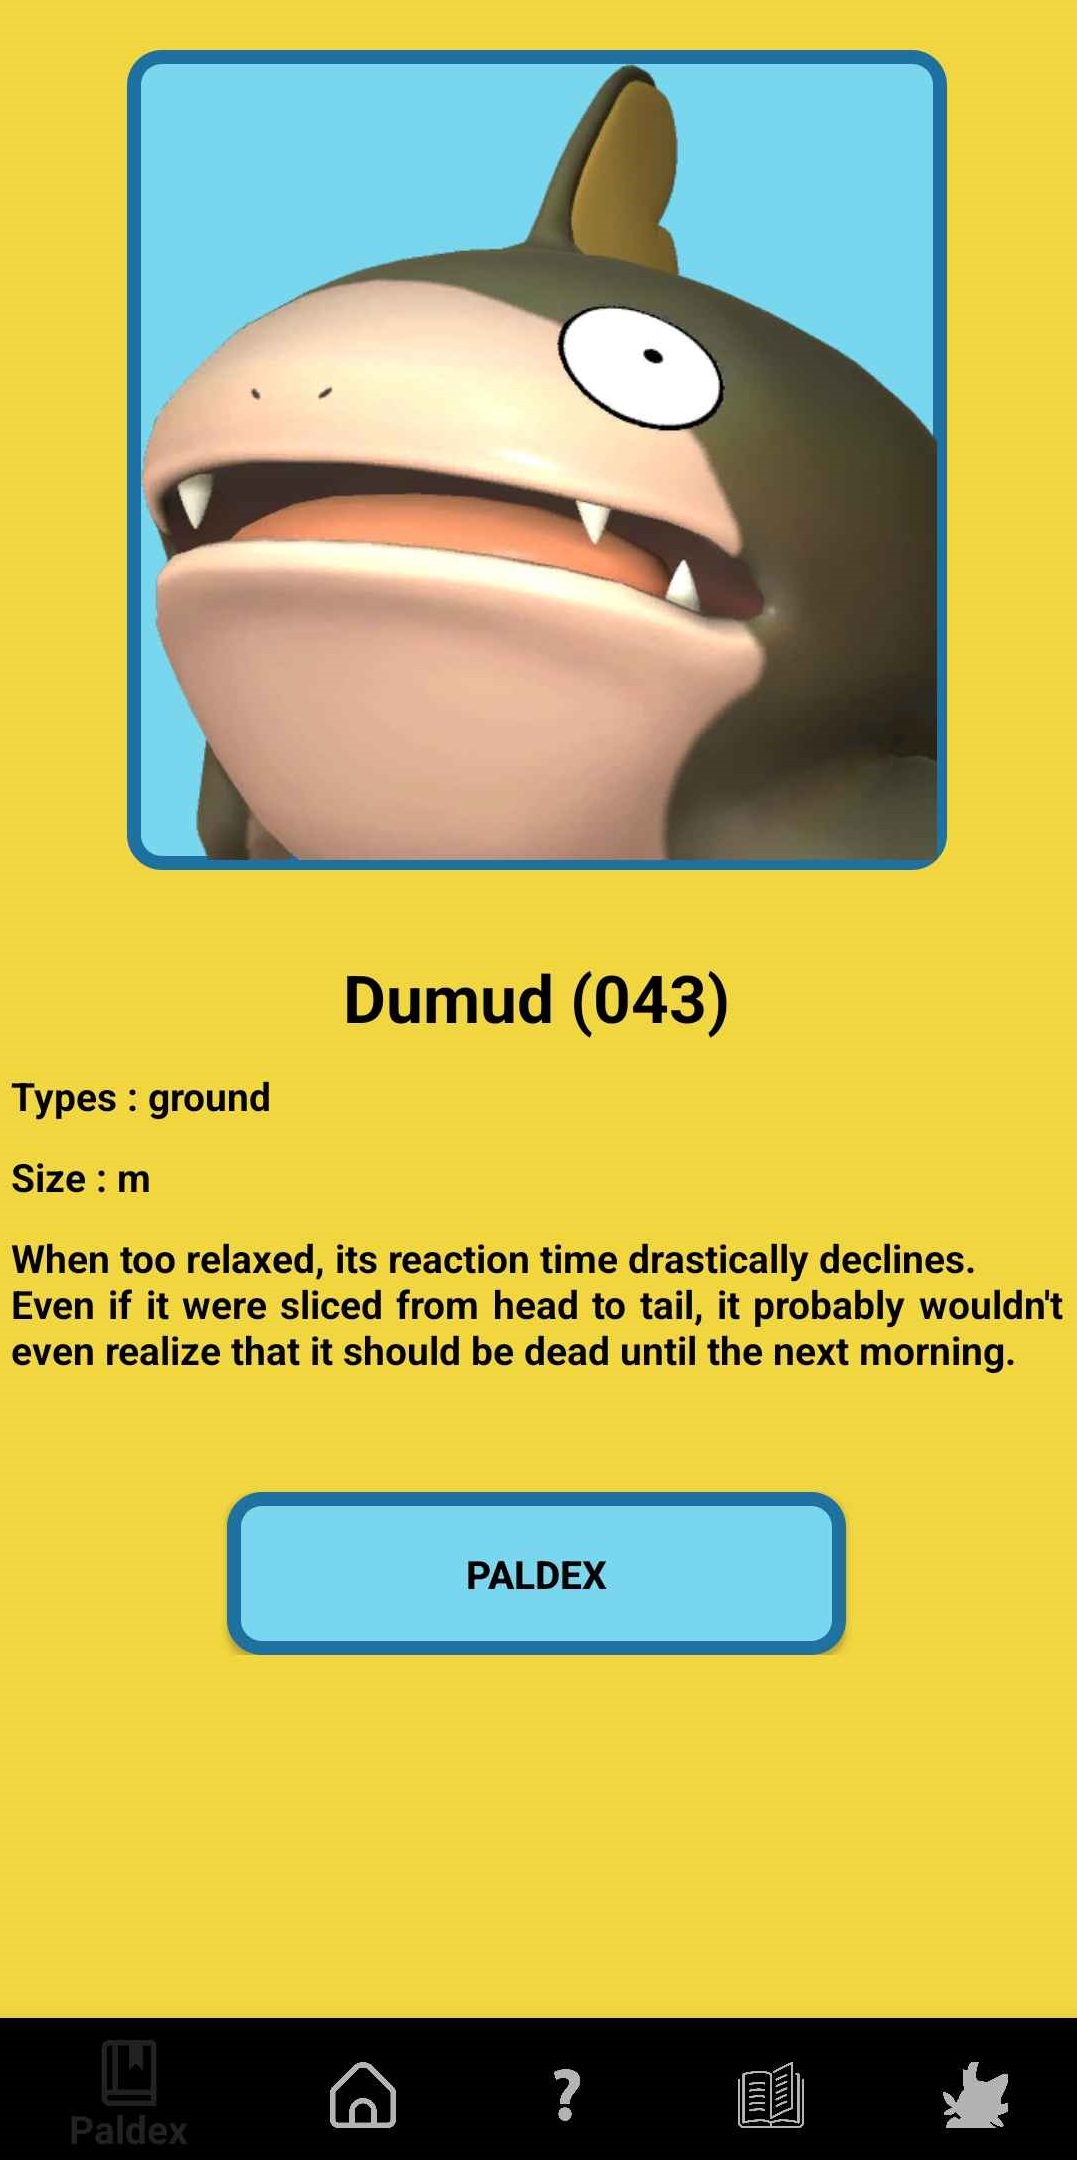 Dumud (043)
Types : ground
Size : m
When too relaxed, its reaction time drastically declines.
Even if it were sliced from head to tail, it probably wouldn't
even realize that it should be dead until the next morning.
PALDEX
?
Paldex